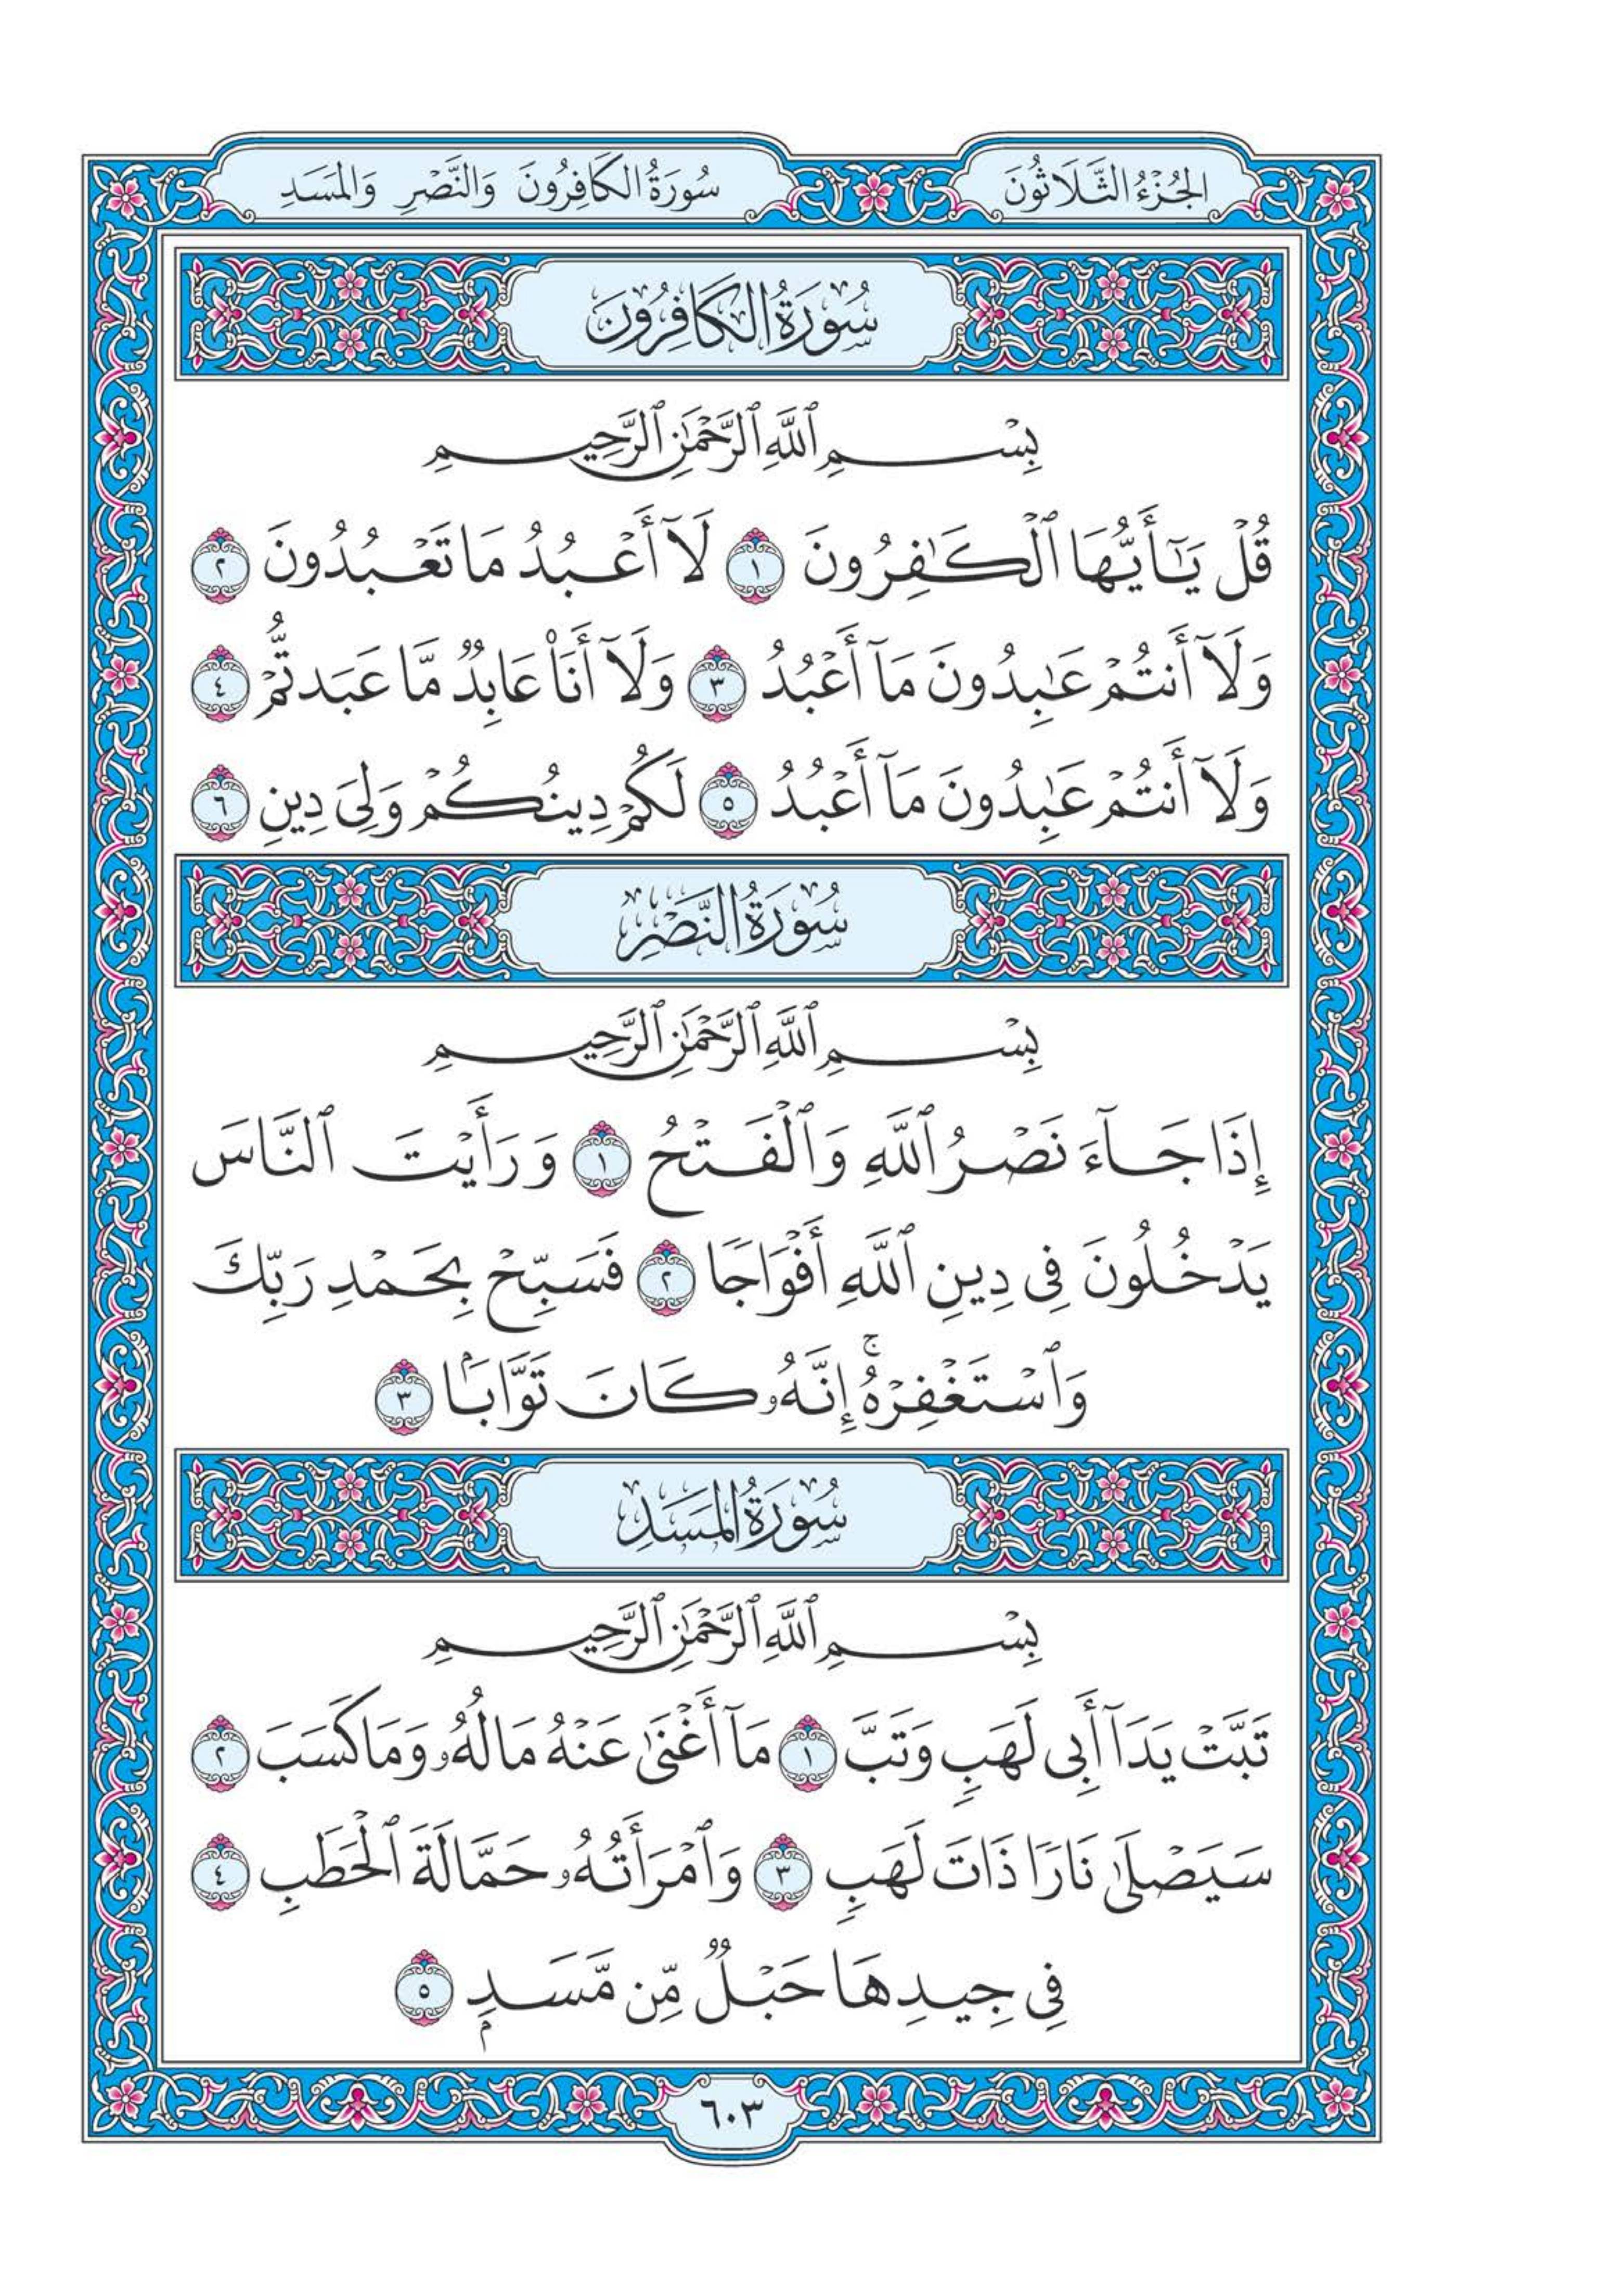 الجُزْءُ الثَّلَاثُونَ
سُورَةُ الكَافِرُونَ وَالنَّصْرِ وَالمَسَدِ
سُورَةُ الكَافِرُونَ
بِسْمِ ٱللَّهِ ٱلرَّحْمَٰنِ ٱلرَّحِيمِ
قُلْ يَٰٓأَيُّهَا ٱلْكَٰفِرُونَ ١ لَآ أَعْبُدُ مَا تَعْبُدُونَ ٢
وَلَآ أَنتُمْ عَٰبِدُونَ مَآ أَعْبُدُ ٣ وَلَآ أَنَا۠ عَابِدٌ مَّا عَبَدتُّمْ ٤
وَلَآ أَنتُمْ عَٰبِدُونَ مَآ أَعْبُدُ ٥ لَكُمْ دِينُكُمْ وَلِىَ دِينِ ٦
سُورَةُ النَّصْرِ
بِسْمِ ٱللَّهِ ٱلرَّحْمَٰنِ ٱلرَّحِيمِ
إِذَا جَآءَ نَصْرُ ٱللَّهِ وَٱلْفَتْحُ ١ وَرَأَيْتَ ٱلنَّاسَ
يَدْخُلُونَ فِى دِينِ ٱللَّهِ أَفْوَاجًا ٢ فَسَبِّحْ بِحَمْدِ رَبِّكَ
وَٱسْتَغْفِرْهُ ۚ إِنَّهُۥ كَانَ تَوَّابًۢا ٣
سُورَةُ المَسَدِ
بِسْمِ ٱللَّهِ ٱلرَّحْمَٰنِ ٱلرَّحِيمِ
تَبَّتْ يَدَآ أَبِى لَهَبٍ وَتَبَّ ١ مَآ أَغْنَىٰ عَنْهُ مَالُهُۥ وَمَا كَسَبَ ٢
سَيَصْلَىٰ نَارًا ذَاتَ لَهَبٍ ٣ وَٱمْرَأَتُهُۥ حَمَّالَةَ ٱلْحَطَبِ ٤
فِى جِيدِهَا حَبْلٌ مِّن مَّسَدٍۭ ٥
٦٠٣